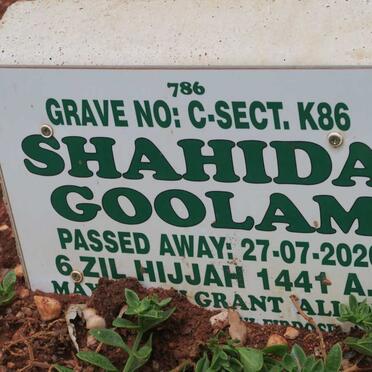 786
GRAVE NO: C-SECT. K86
SHAHIDA
GOOLAM
PASSED AWAY: 27-07-2020
6 ZIL HIJJAH 1441 A.
GRANT